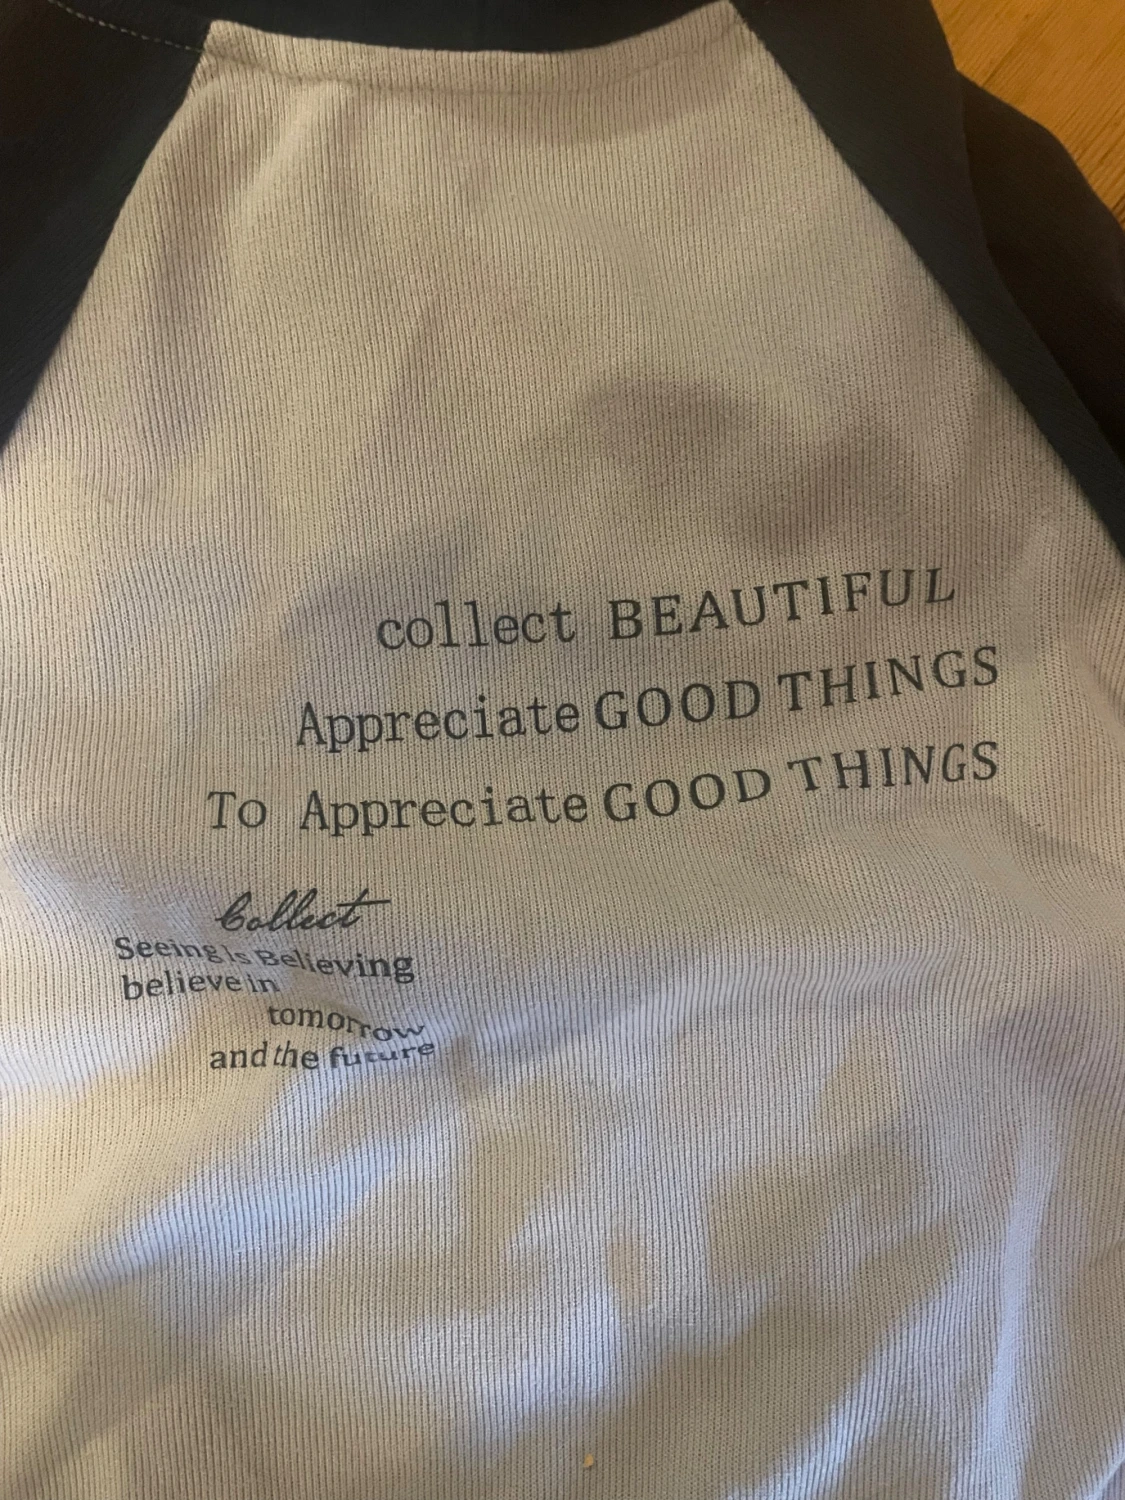 collect BEAUTIFUL
Appreciate GOOD THINGS
To Appreciate GOOD THINGS
Collect
Seeing Is Believing
believe in
tomorrow
and the future